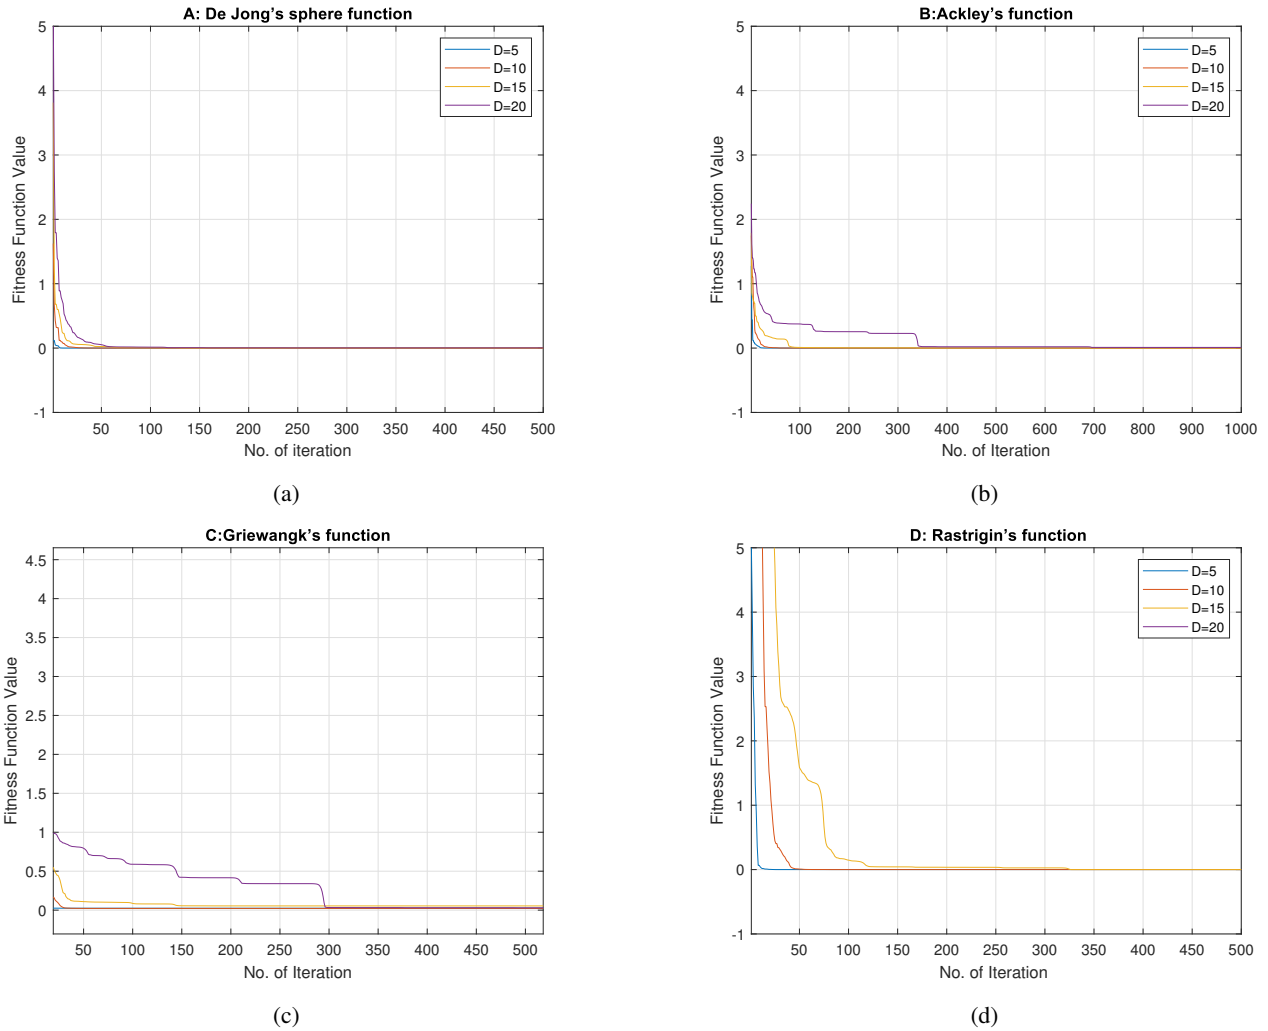 A: De Jong's sphere function
5
4
3
2
1
0
-1
Fitness Function Value
D=5
D=10
D=15
D=20
50 100 150 200 250 300 350 400 450 500
No. of iteration
(a)
B:Ackley's function
5
4
3
2
1
0
-1
Fitness Function Value
D=5
D=10
D=15
D=20
100 200 300 400 500 600 700 800 900 1000
No. of Iteration
(b)
C:Griewangk's function
4.5
4
3.5
3
2.5
2
1.5
1
0.5
0
Fitness Function Value
50 100 150 200 250 300 350 400 450 500
No. of Iteration
(c)
D: Rastrigin's function
5
4
3
2
1
0
-1
Fitness Function Value
D=5
D=10
D=15
D=20
50 100 150 200 250 300 350 400 450 500
No. of Iteration
(d)